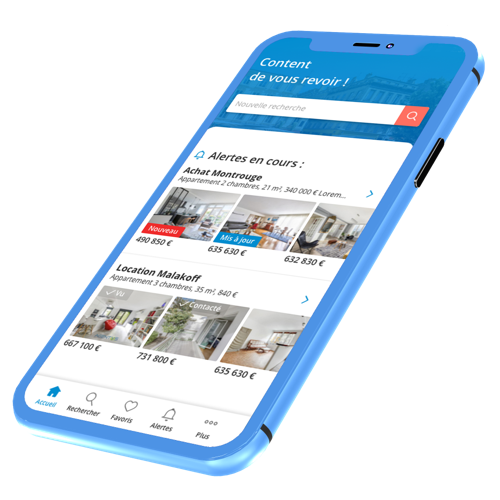 Content
de vous revoir !
Nouvelle recherche
Alertes en cours :
Achat Montrouge
Appartement 2 chambres, 21 m², 340 000 € Lorem...
Nouveau
Mis à jour
490 850 €
635 630 €
632 830 €
Location Malakoff
Appartement 3 chambres, 35 m², 840 €
Vu
Contacté
667 100 €
731 800 €
635 630 €
Accueil
Rechercher
Favoris
Alertes
Plus